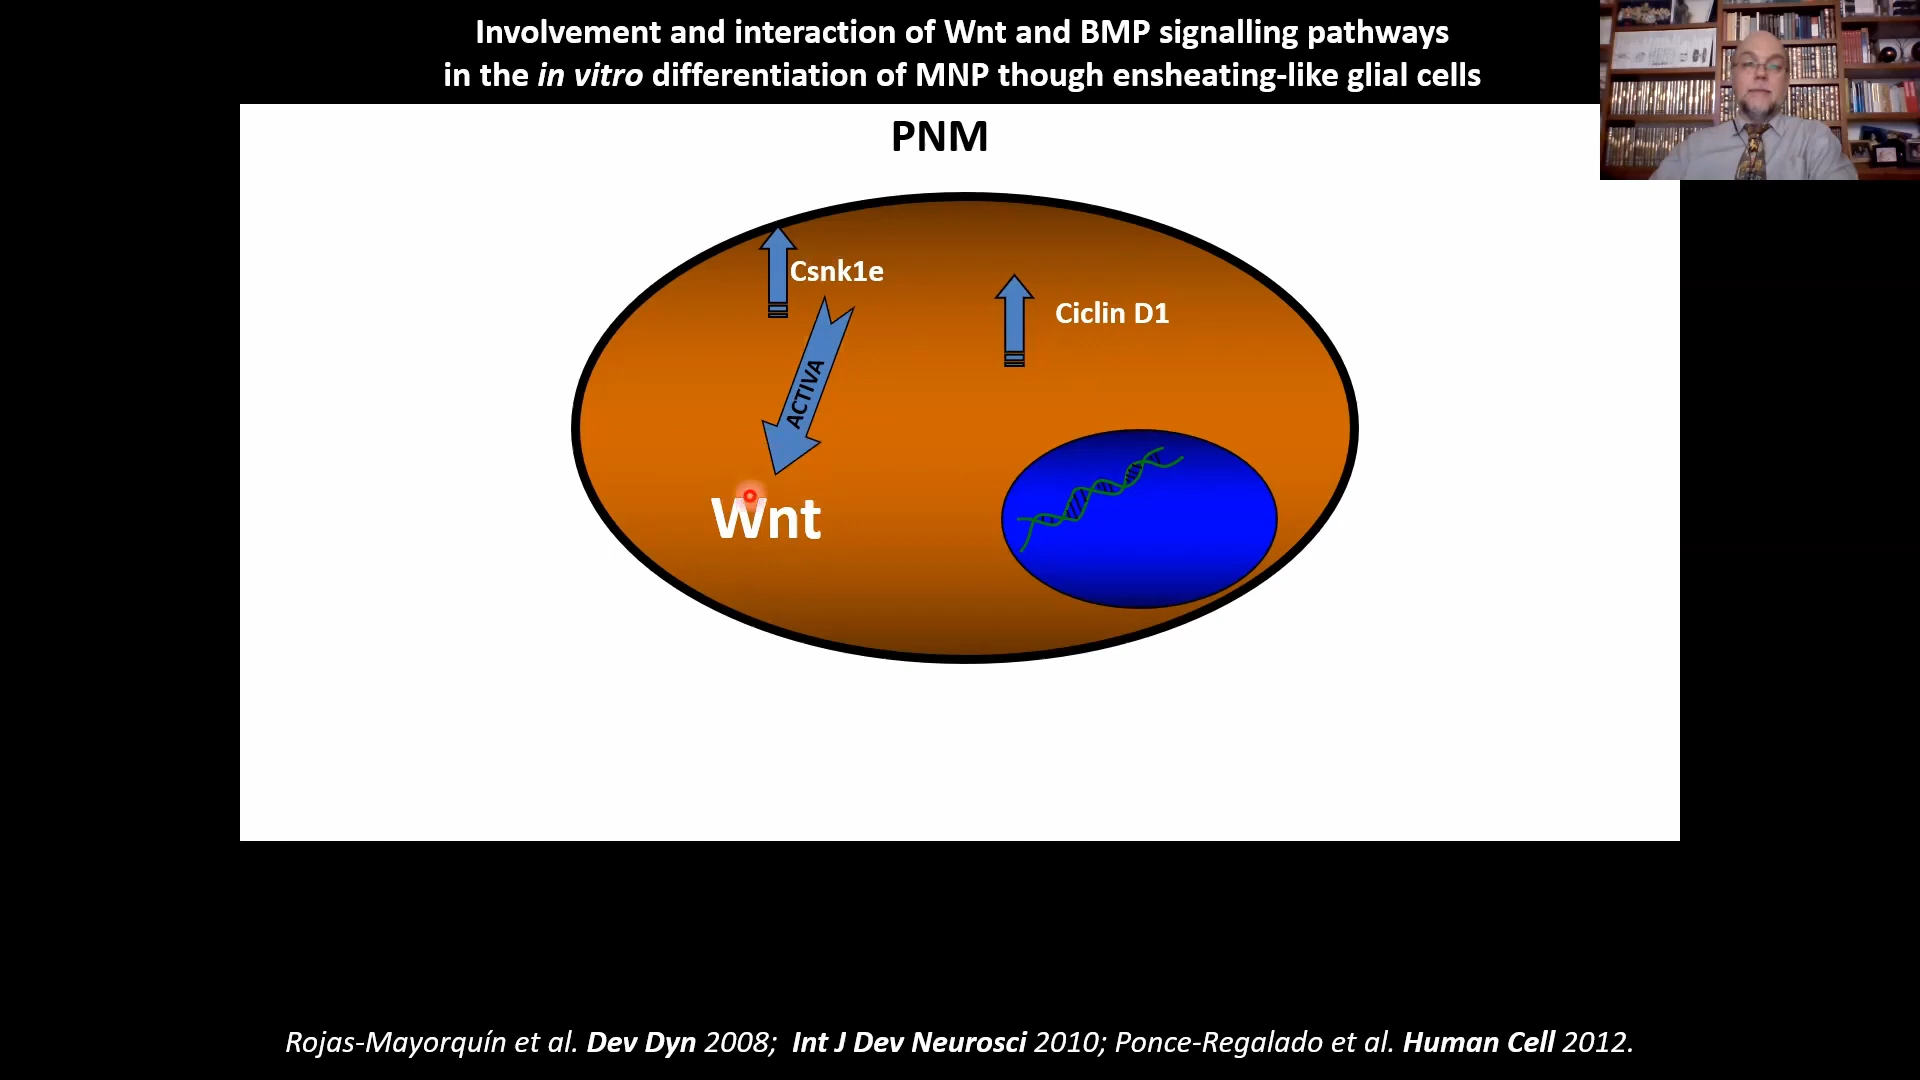 Involvement and interaction of Wnt and BMP signalling pathways
in the in vitro differentiation of MNP though ensheating-like glial cells
PNM
Csnk1e
Ciclin D1
ACTIVA
Wnt
Rojas-Mayorquín et al. Dev Dyn 2008; Int J Dev Neurosci 2010; Ponce-Regalado et al. Human Cell 2012.